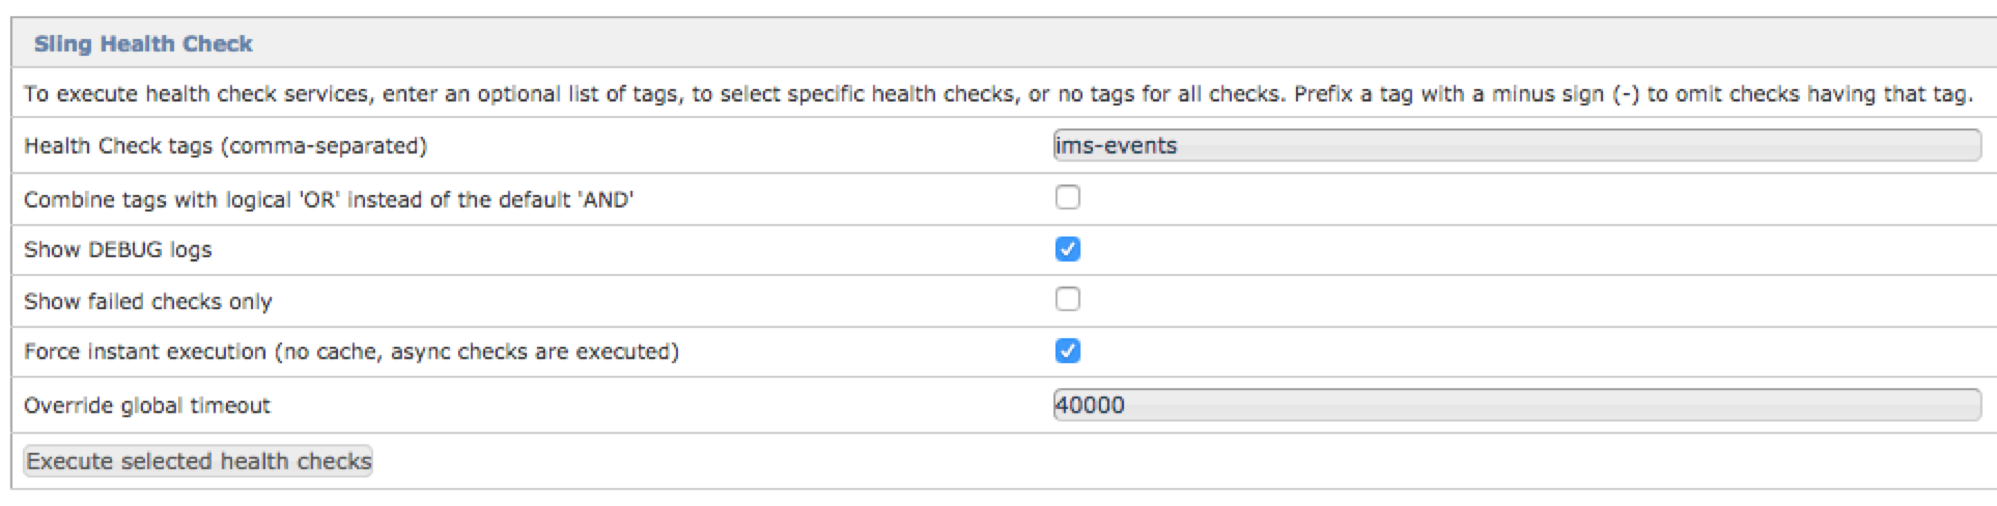 Sling Health Check
To execute health check services, enter an optional list of tags, to select specific health checks, or no tags for all checks. Prefix a tag with a minus sign (-) to omit checks having that tag.
Health Check tags (comma-separated)
ims-events
Combine tags with logical 'OR' instead of the default 'AND'
Show DEBUG logs
Show failed checks only
Force instant execution (no cache, async checks are executed)
Override global timeout
40000
Execute selected health checks